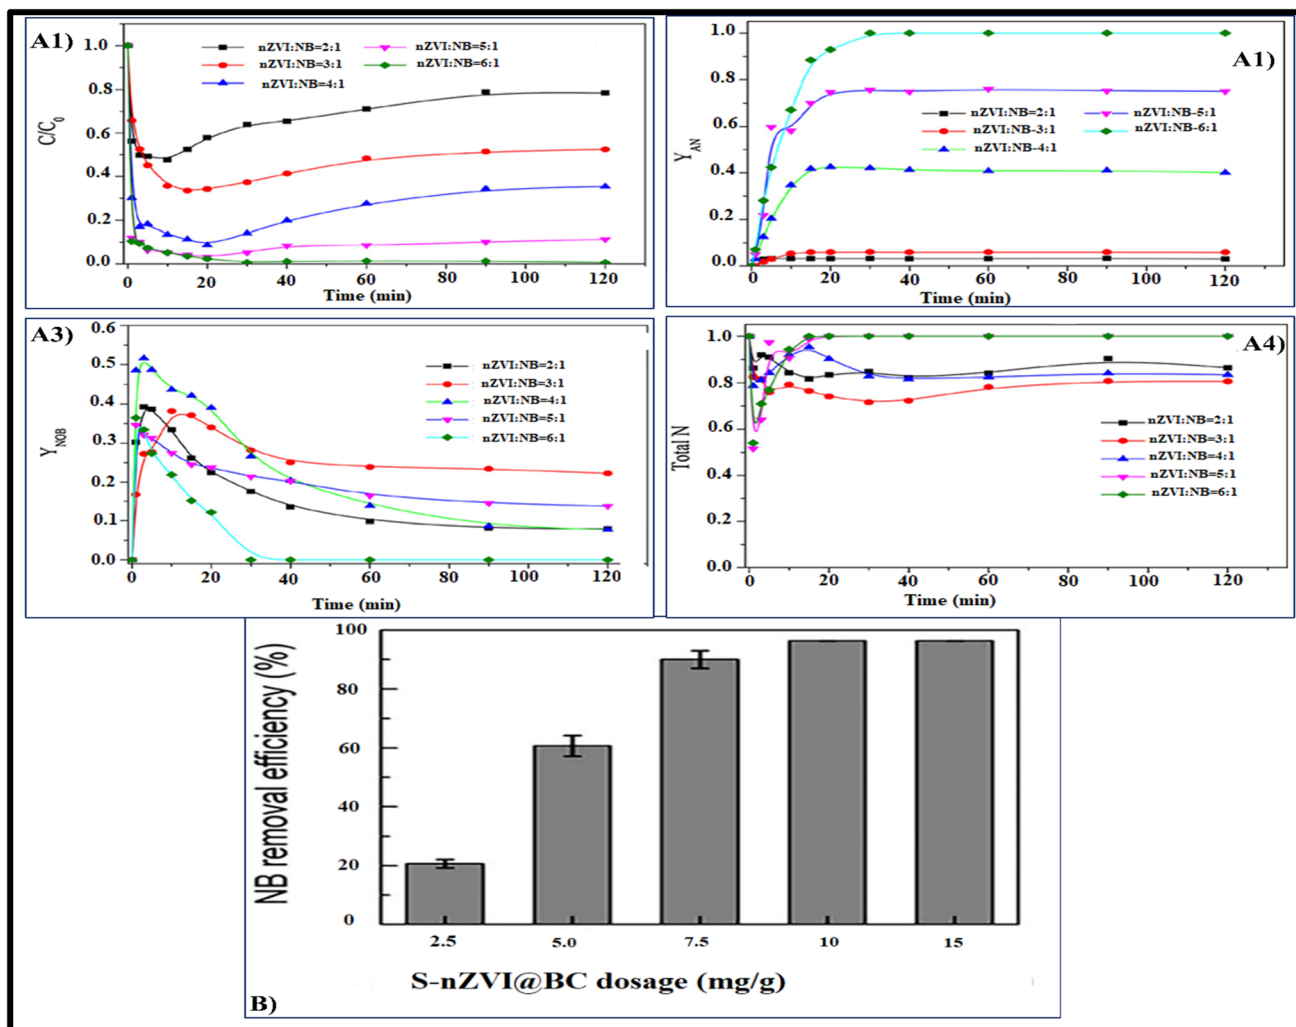 A1)
1.0
0.8
0.6
0.4
0.2
0.0
C/C0
nZVI:NB=2:1
nZVI:NB=5:1
nZVI:NB=3:1
nZVI:NB=6:1
nZVI:NB=4:1
0 20 40 60 80 100 120
Time (min)
A1)
1.0
0.8
0.6
0.4
0.2
0.0
YAN
nZVI:NB=2:1
nZVI:NB-5:1
nZVI:NB-3:1
nZVI:NB-6:1
nZVI:NB-4:1
0 20 40 60 80 100 120
Time (min)
A3)
0.6
0.5
0.4
0.3
0.2
0.1
0.0
YNOB
nZVI:NB=2:1
nZVI:NB=3:1
nZVI:NB=4:1
nZVI:NB=5:1
nZVI:NB=6:1
0 20 40 60 80 100 120
Time (min)
A4)
1.0
0.8
0.6
0.4
0.2
0.0
Total N
nZVI:NB=2:1
nZVI:NB=3:1
nZVI:NB=4:1
nZVI:NB=5:1
nZVI:NB=6:1
0 20 40 60 80 100 120
Time (min)
100
80
60
40
20
0
NB removal efficiency (%)
2.5 5.0 7.5 10 15
S-nZVI@BC dosage (mg/g)
B)